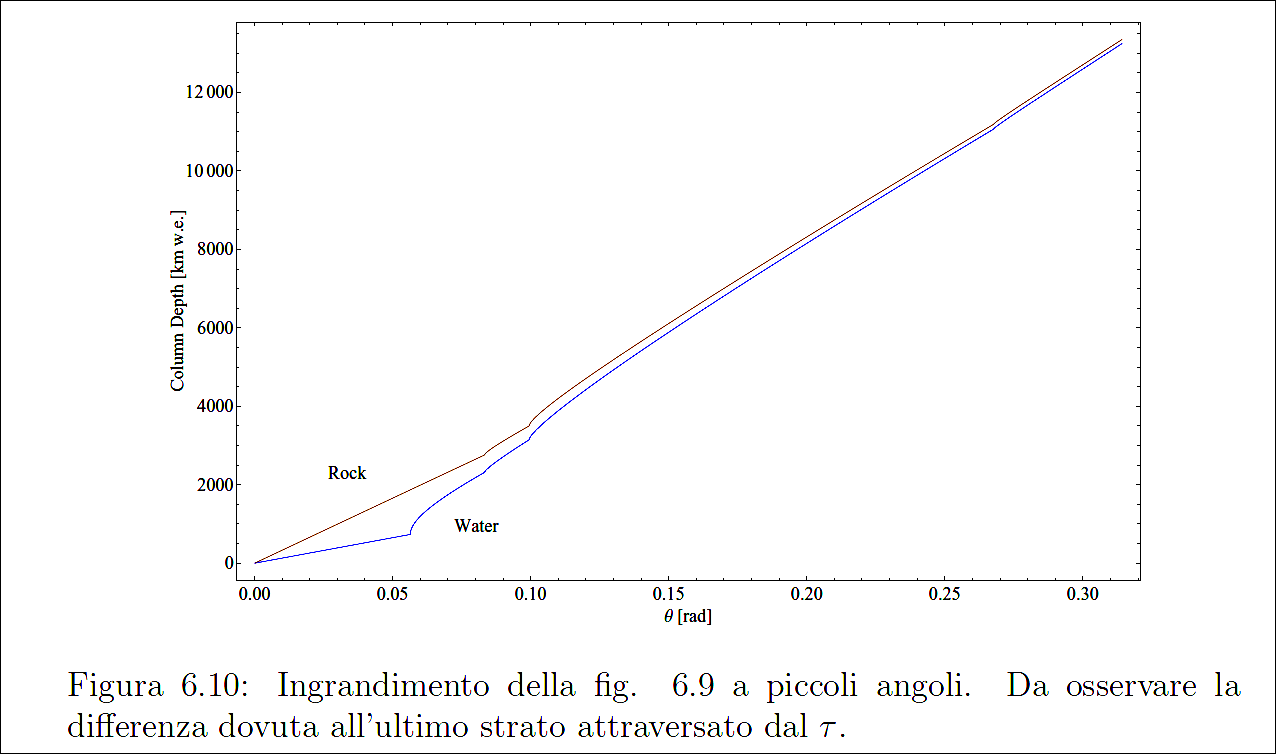 12 000
10 000
8000
6000
4000
2000
0
Column Depth [km w.e.]
Rock
Water
0.00 0.05 0.10 0.15 0.20 0.25 0.30
θ [rad]
Figura 6.10: Ingrandimento della fig. 6.9 a piccoli angoli. Da osservare la
differenza dovuta all'ultimo strato attraversato dal τ.